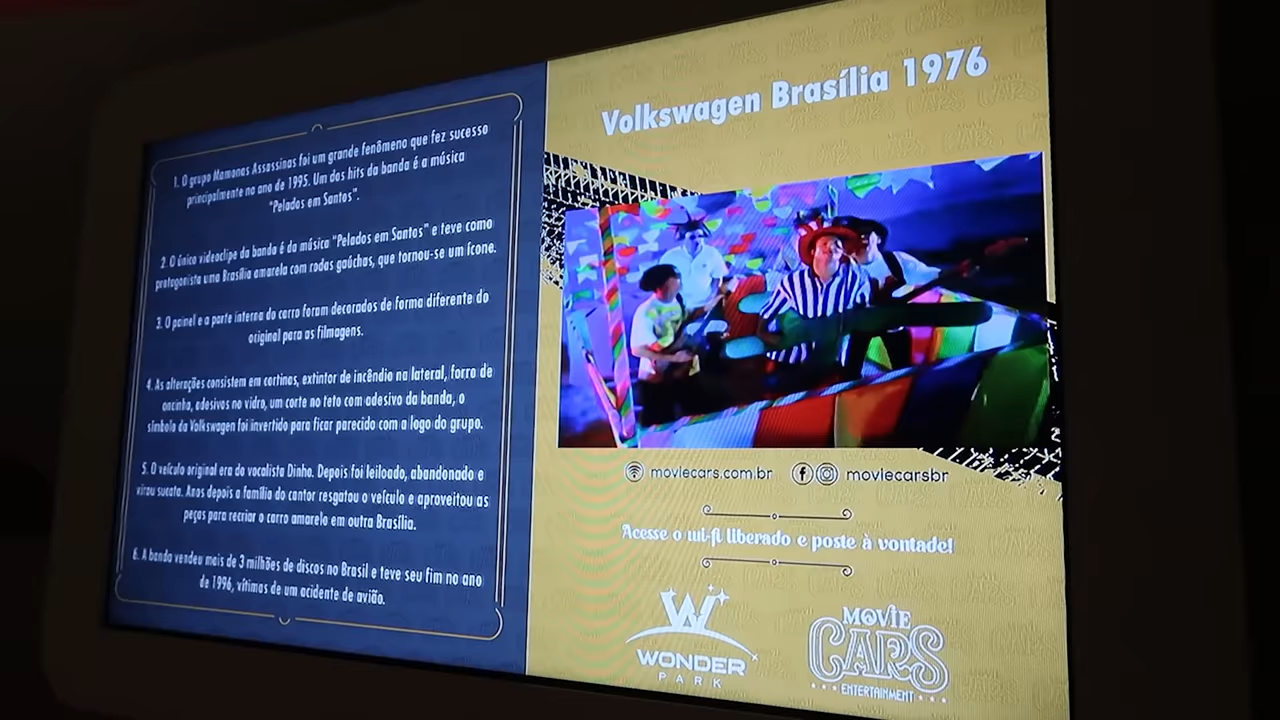 1. O grupo Mamonas Assassinas foi um grande fenômeno que fez sucesso
principalmente no ano de 1995. Um dos hits da banda é a música
"Pelados em Santos".
2. O único videoclipe da banda é da música "Pelados em Santos" e teve como
protagonista uma Brasília amarela com rodas gaúchas, que tornou-se um ícone.
3. O painel e a parte interna do carro foram decorados de forma diferente do
original para as filmagens.
4. As alterações consistem em cortinas, extintor de incêndio na lateral, forro de
oncinha, adesivos no vidro, um corte no teto com adesivo da banda, o
símbolo da Volkswagen foi invertido para ficar parecido com a logo do grupo.
5. O veículo original era do vocalista Dinho. Depois foi leiloado, abandonado e
virou sucata. Anos depois a família do cantor resgatou o veículo e aproveitou as
peças para recriar o carro amarelo em outra Brasília.
6. A banda vendeu mais de 3 milhões de discos no Brasil e teve seu fim no ano
de 1996, vítimas de um acidente de avião.
Volkswagen Brasília 1976
moviecars.com.br moviecarsbr
Acesse o wi-fi liberado e poste à vontade!
WONDER
PARK
MOVIE
CARS
ENTERTAINMENT